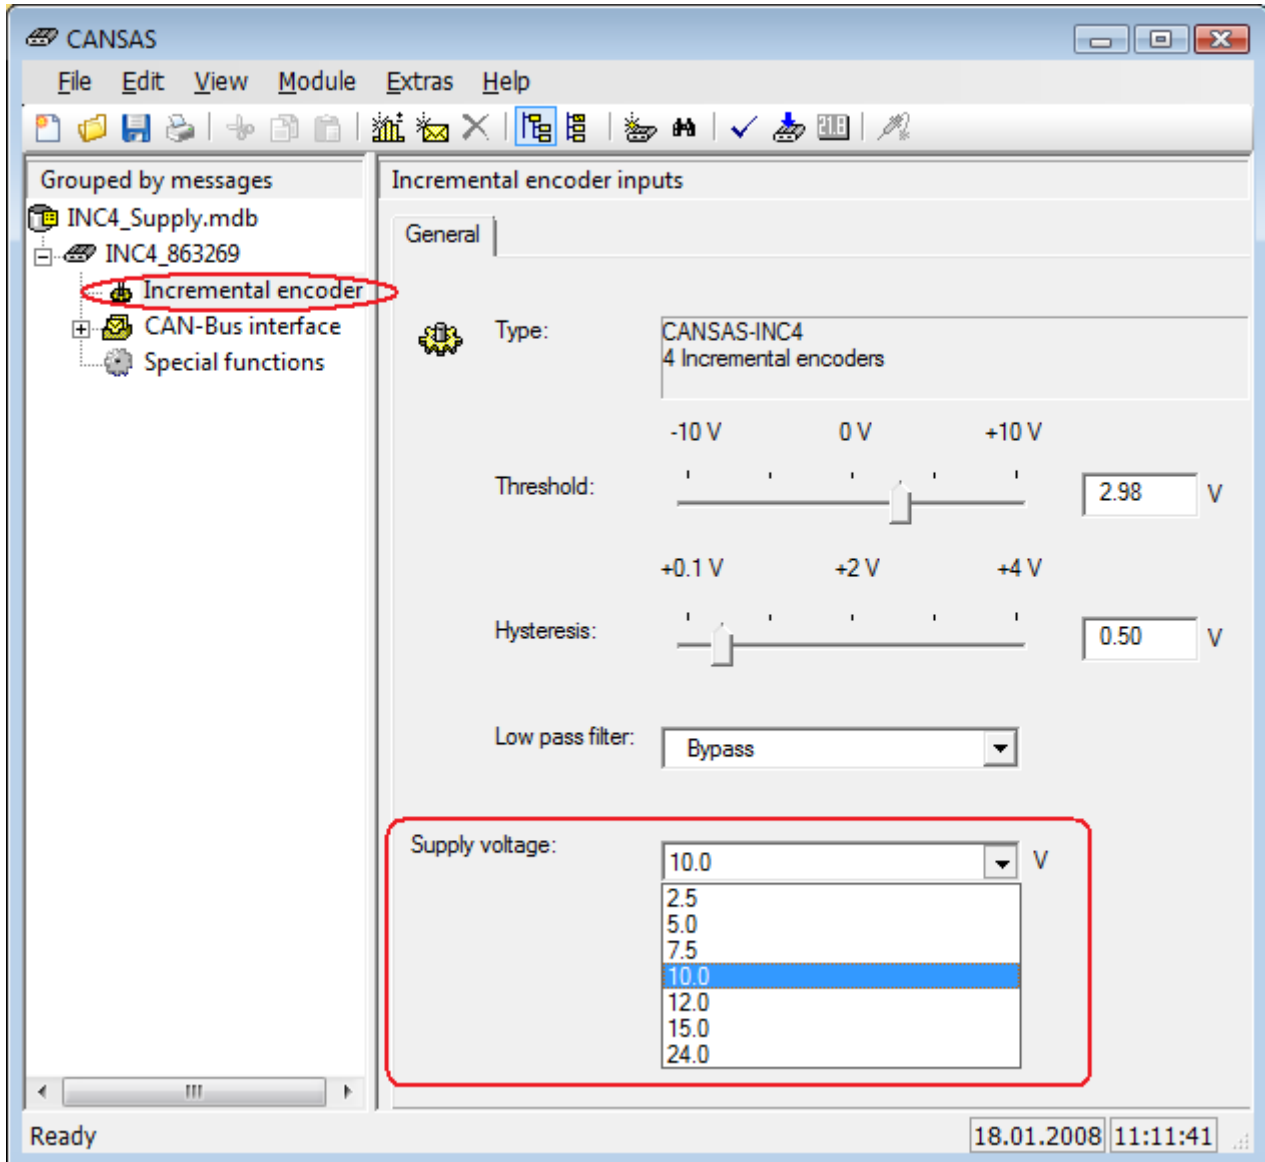 CANSAS
File Edit View Module Extras Help
Grouped by messages
INC4_Supply.mdb
INC4_863269
Incremental encoder
CAN-Bus interface
Special functions
Incremental encoder inputs
General
Type:
CANSAS-INC4
4 Incremental encoders
-10 V 0 V +10 V
Threshold:
2.98 V
+0.1 V +2 V +4 V
Hysteresis:
0.50 V
Low pass filter:
Bypass
Supply voltage:
10.0 V
2.5
5.0
7.5
10.0
12.0
15.0
24.0
Ready
18.01.2008 11:11:41